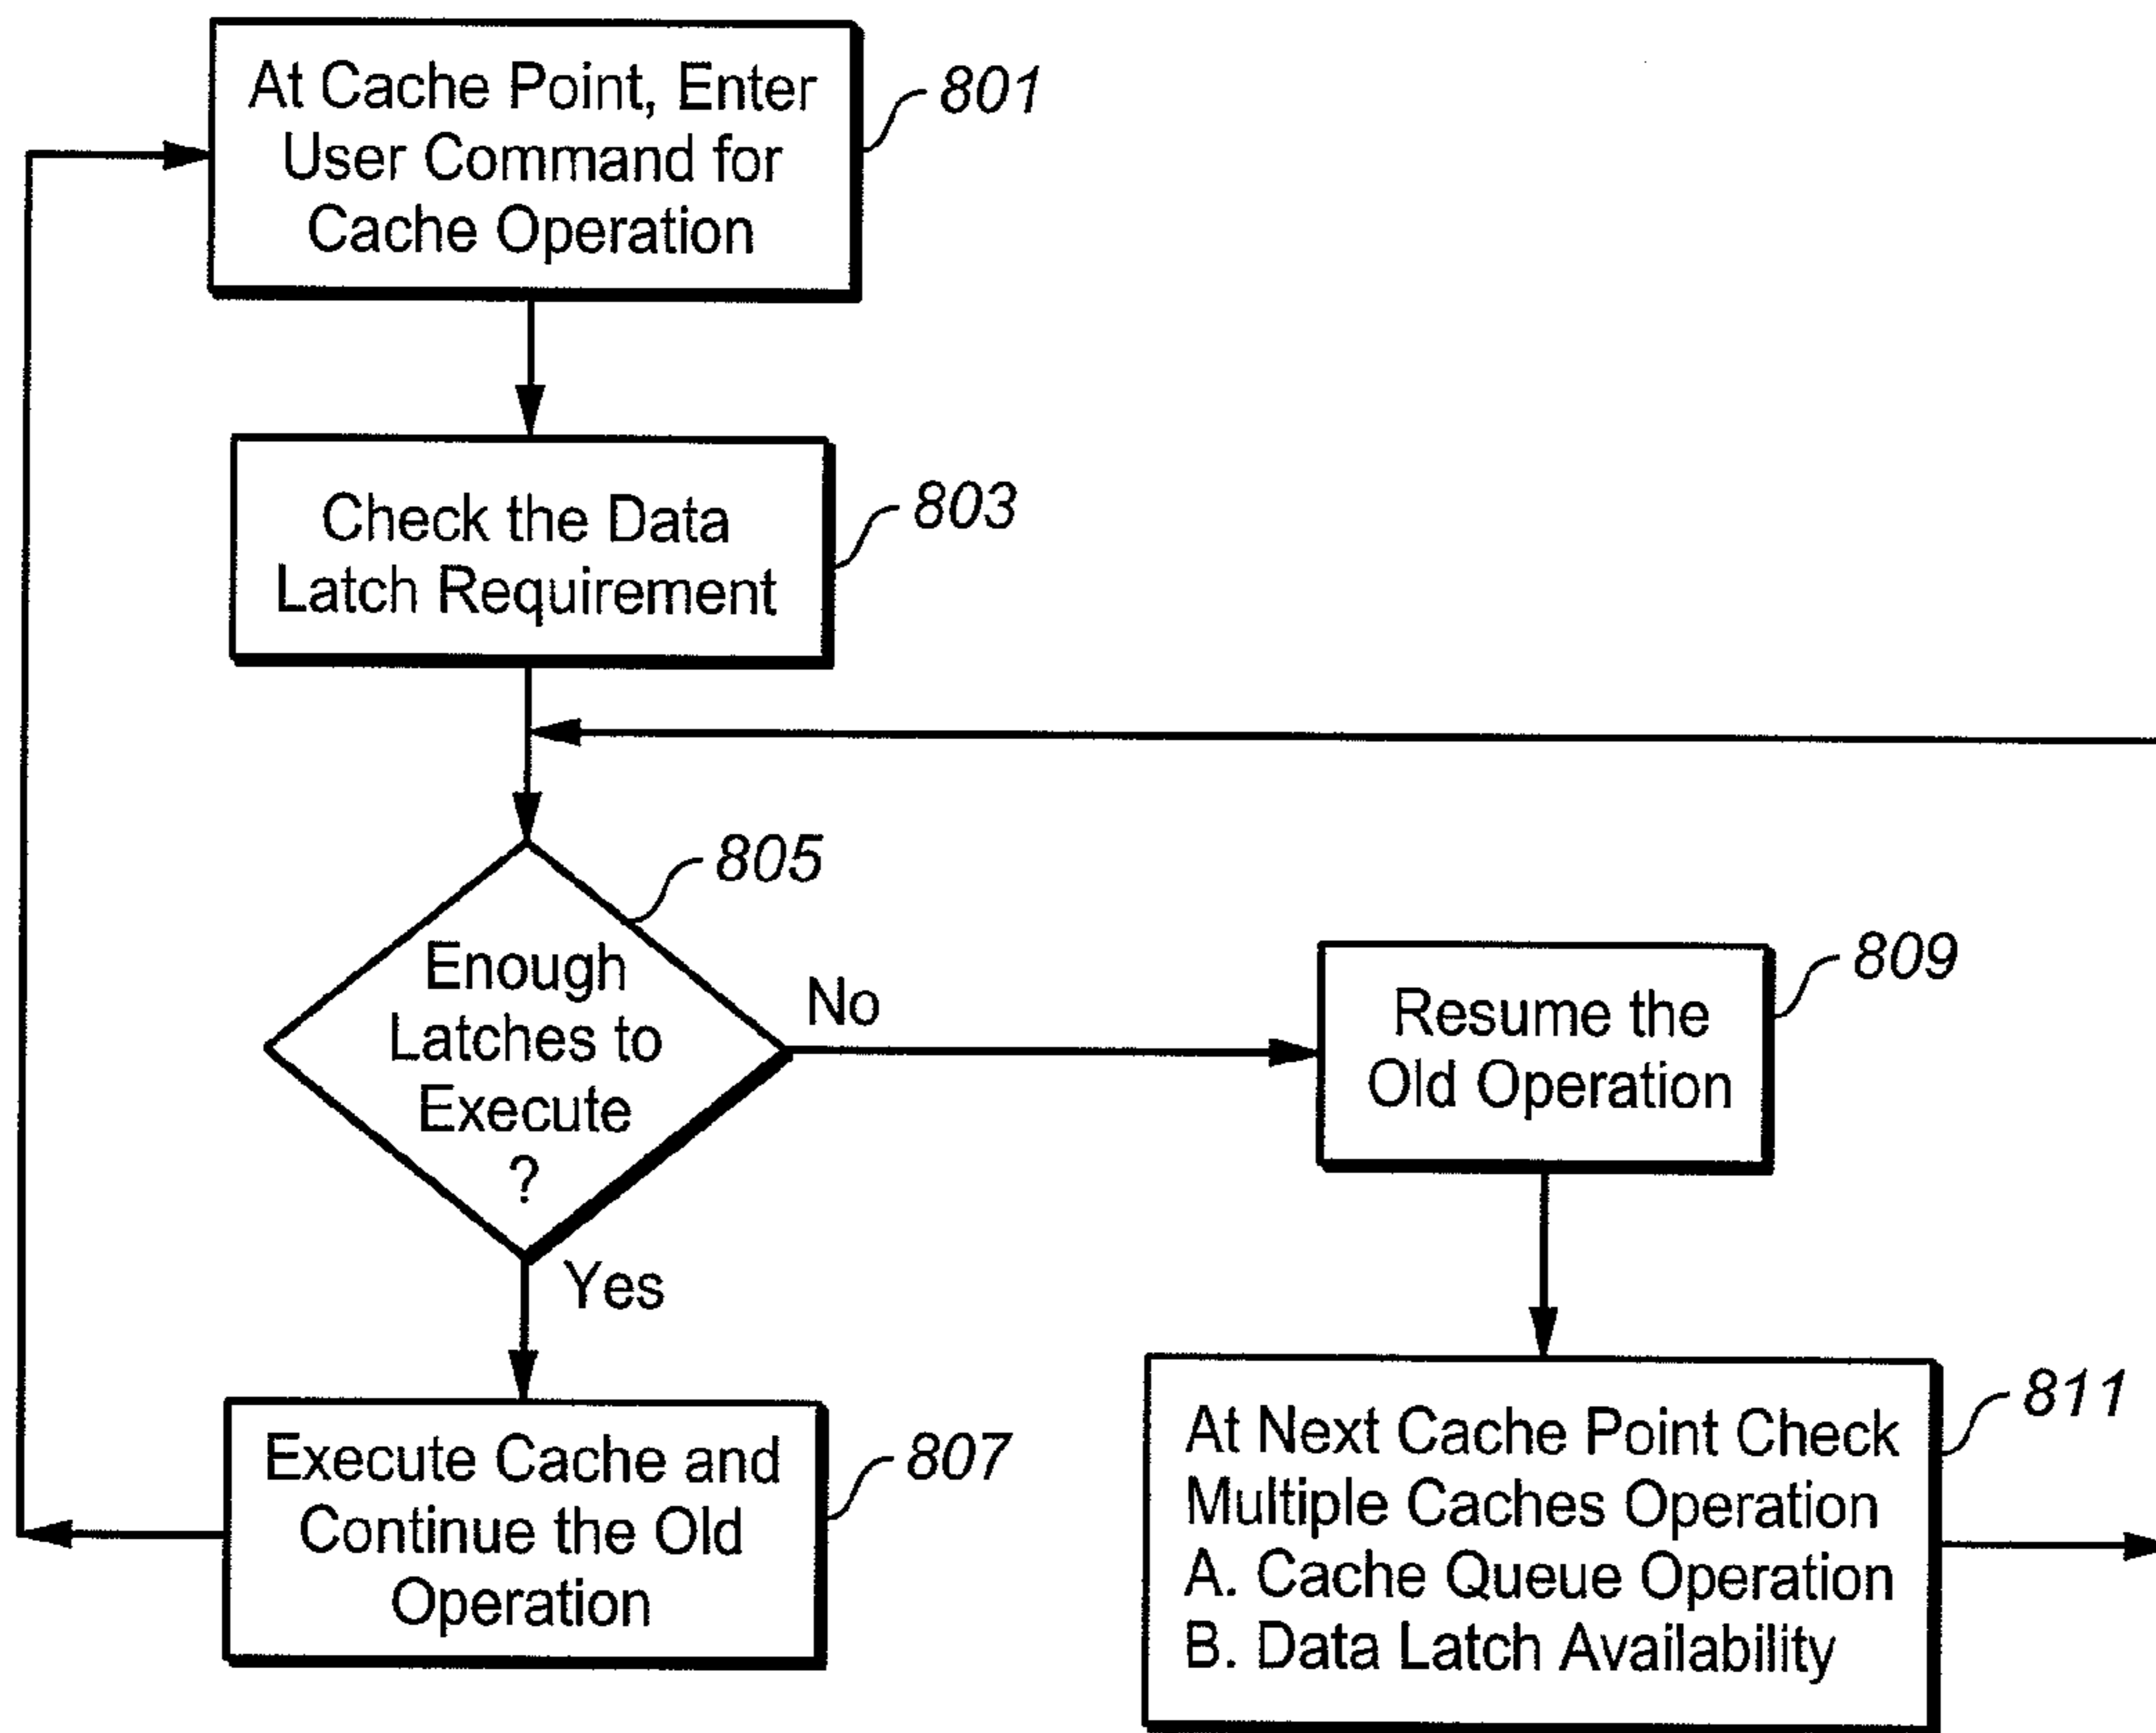 At Cache Point, Enter
User Command for
Cache Operation
801
Check the Data
Latch Requirement
803
805
Enough
Latches to
Execute
?
No
Yes
809
Resume the
Old Operation
Execute Cache and
Continue the Old
Operation
807
At Next Cache Point Check
Multiple Caches Operation
A. Cache Queue Operation
B. Data Latch Availability
811